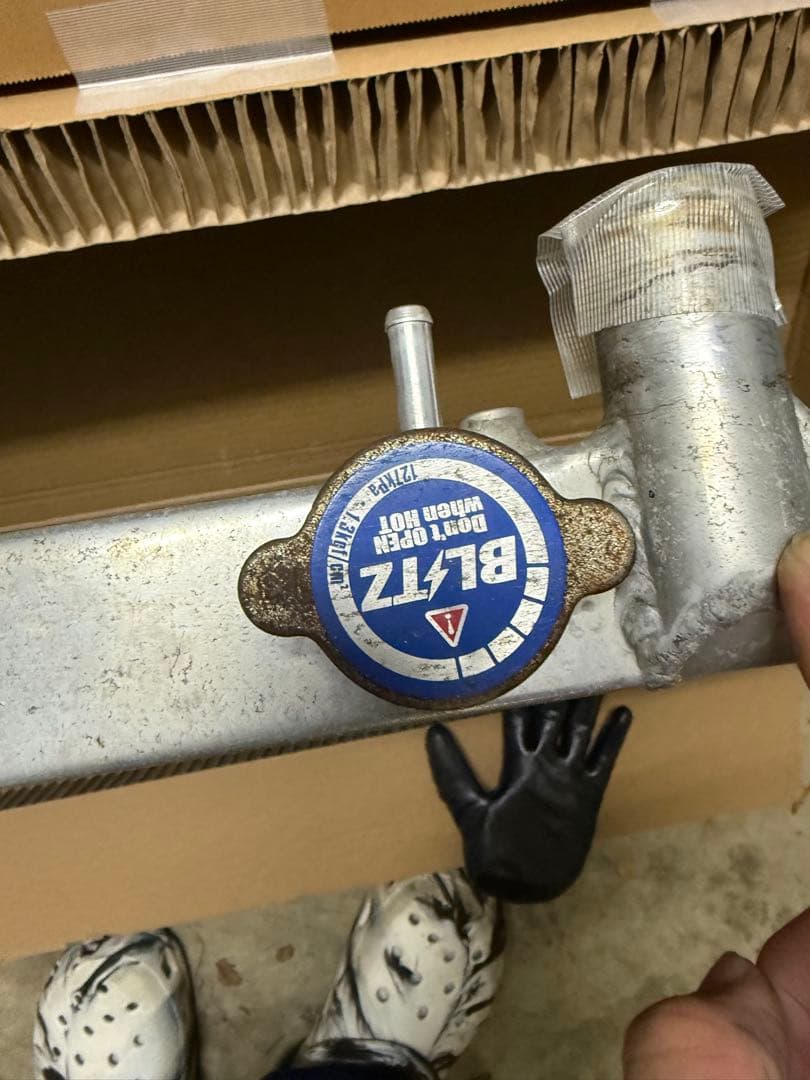 BLITZ
Don't OPEN
when HOT
1.3Kgf/cm²
127KPa